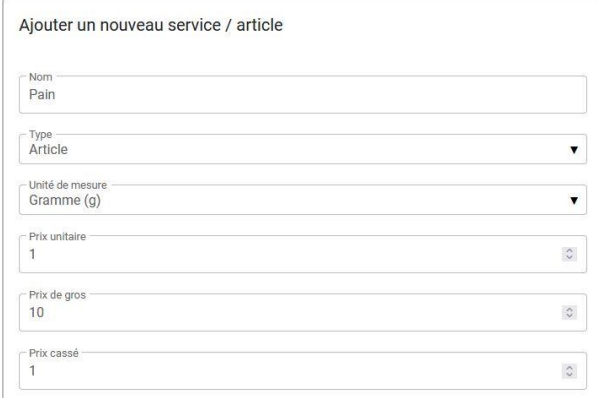 Ajouter un nouveau service / article
Nom
Pain
Type
Article
Unité de mesure
Gramme (g)
Prix unitaire
1
Prix de gros
10
Prix cassé
1